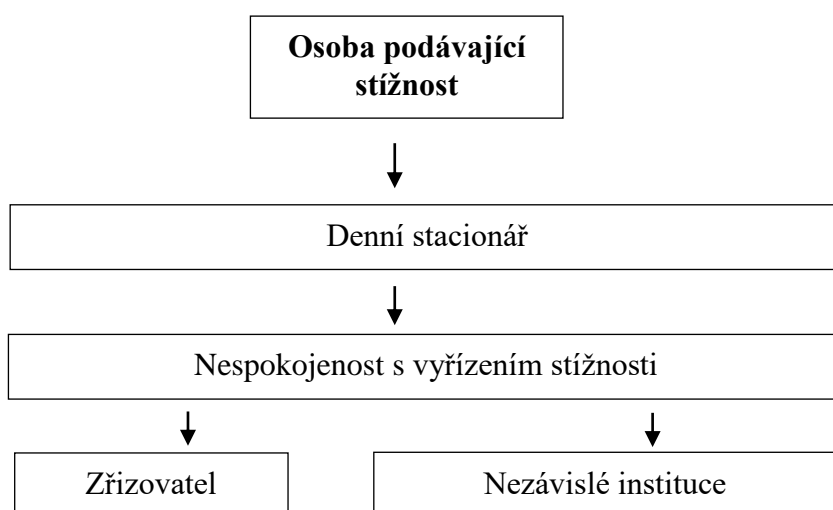 Osoba podávající
stížnost
Denní stacionář
Nespokojenost s vyřízením stížnosti
Zřizovatel
Nezávislé instituce